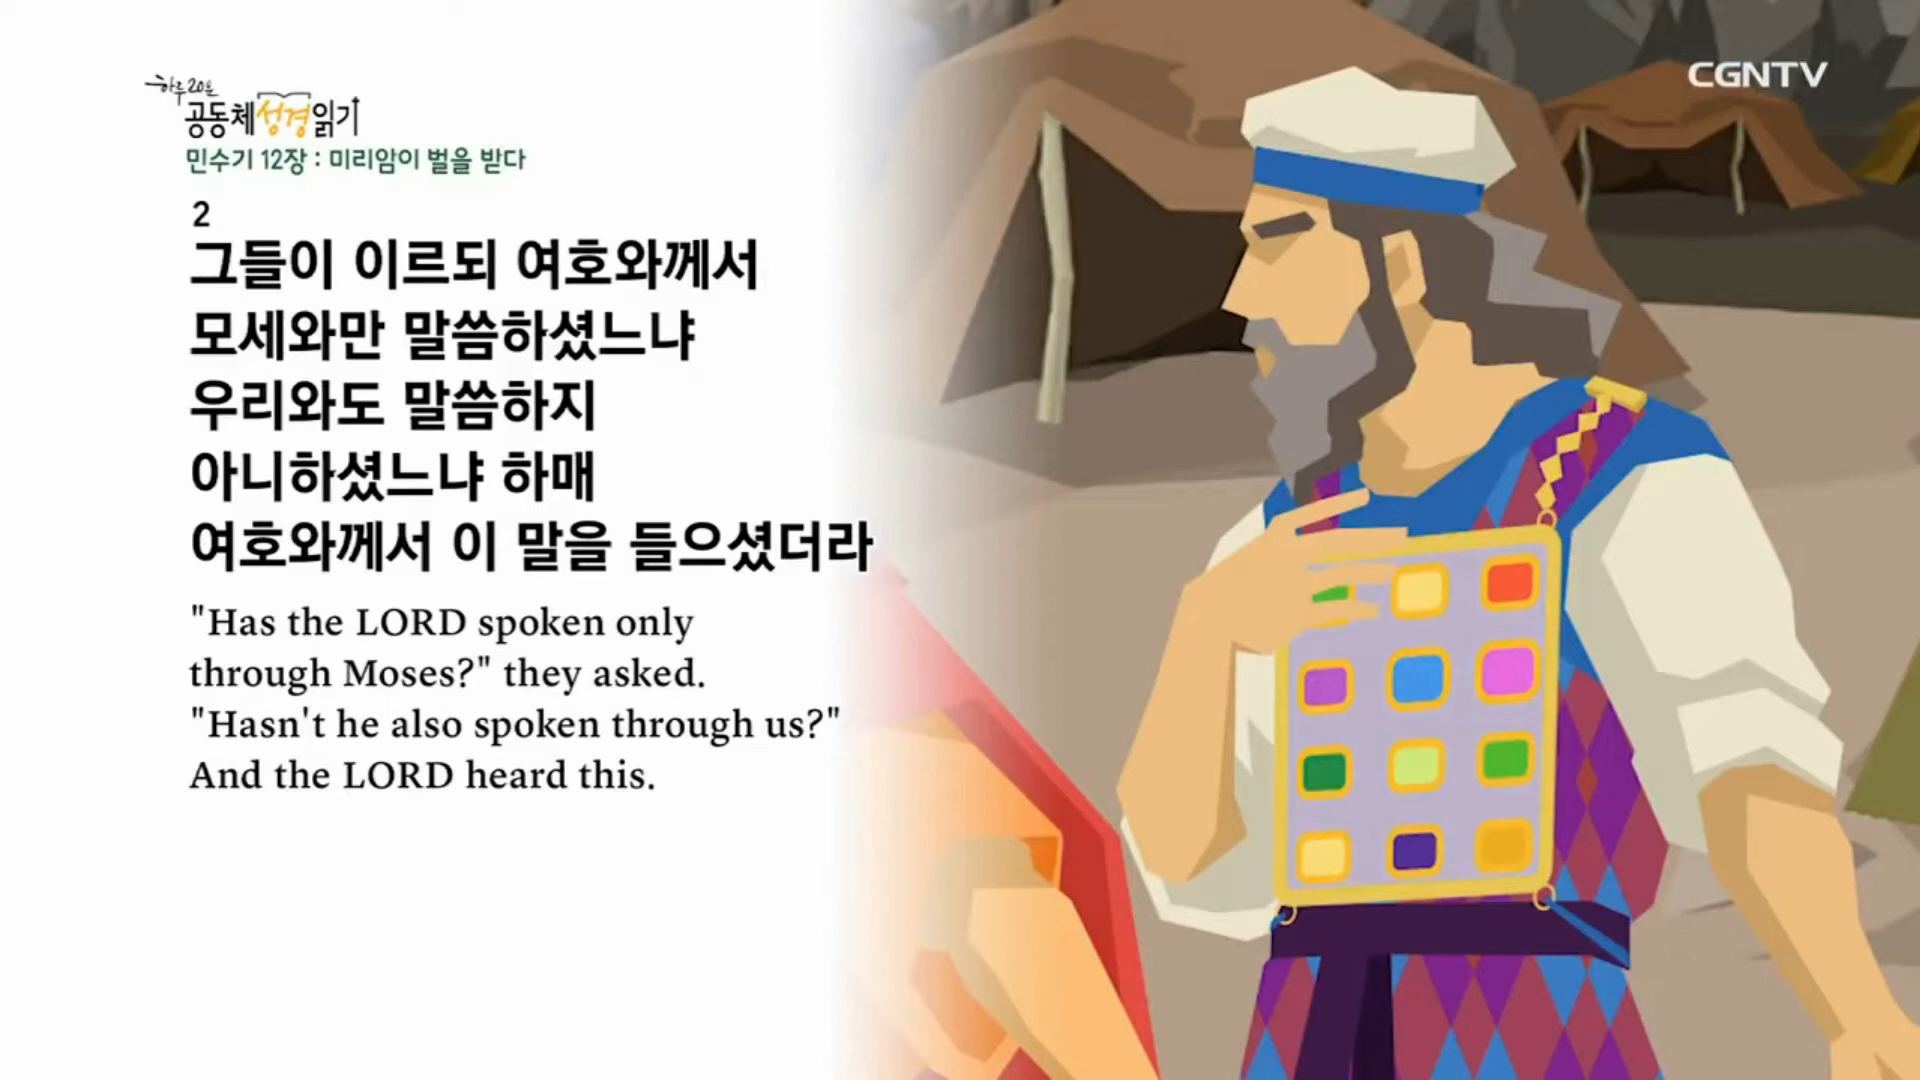 하루 20분
공동체성경읽기
민수기 12장 : 미리암이 벌을 받다
CGNTV
2
그들이 이르되 여호와께서
모세와만 말씀하셨느냐
우리와도 말씀하지
아니하셨느냐 하매
여호와께서 이 말을 들으셨더라
"Has the LORD spoken only
through Moses?" they asked.
"Hasn't he also spoken through us?"
And the LORD heard this.